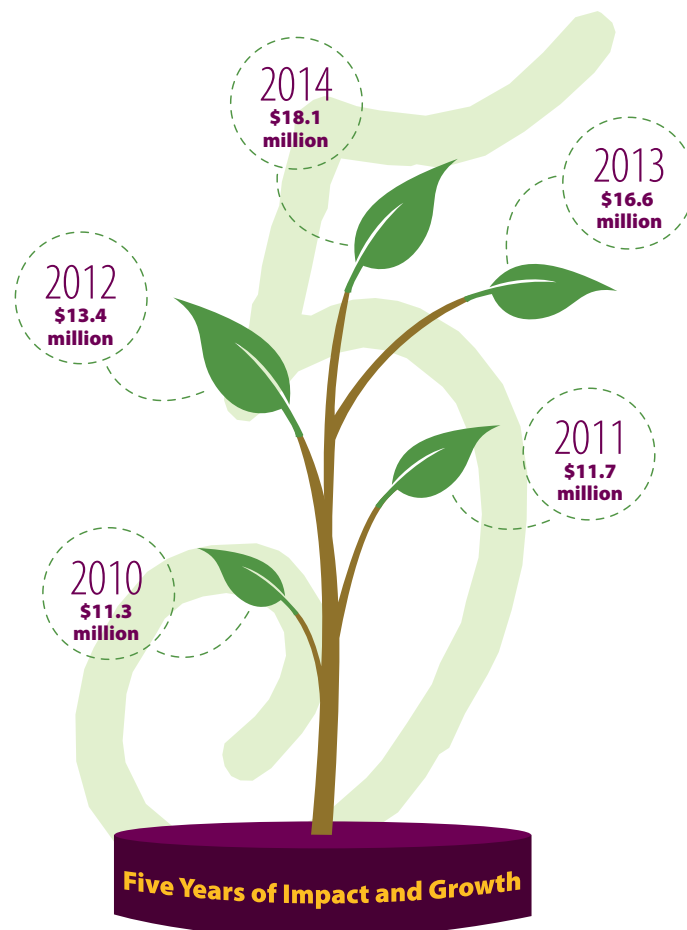 2014
$18.1
million
2013
$16.6
million
2012
$13.4
million
2011
$11.7
million
2010
$11.3
million
Five Years of Impact and Growth